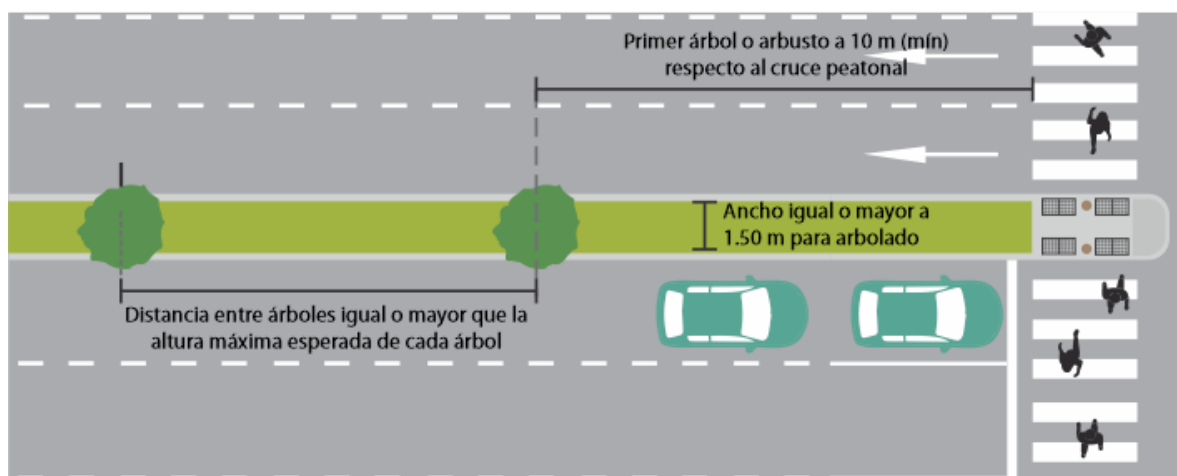 Primer árbol o arbusto a 10 m (mín)
respecto al cruce peatonal
Ancho igual o mayor a
1.50 m para arbolado
Distancia entre árboles igual o mayor que la
altura máxima esperada de cada árbol